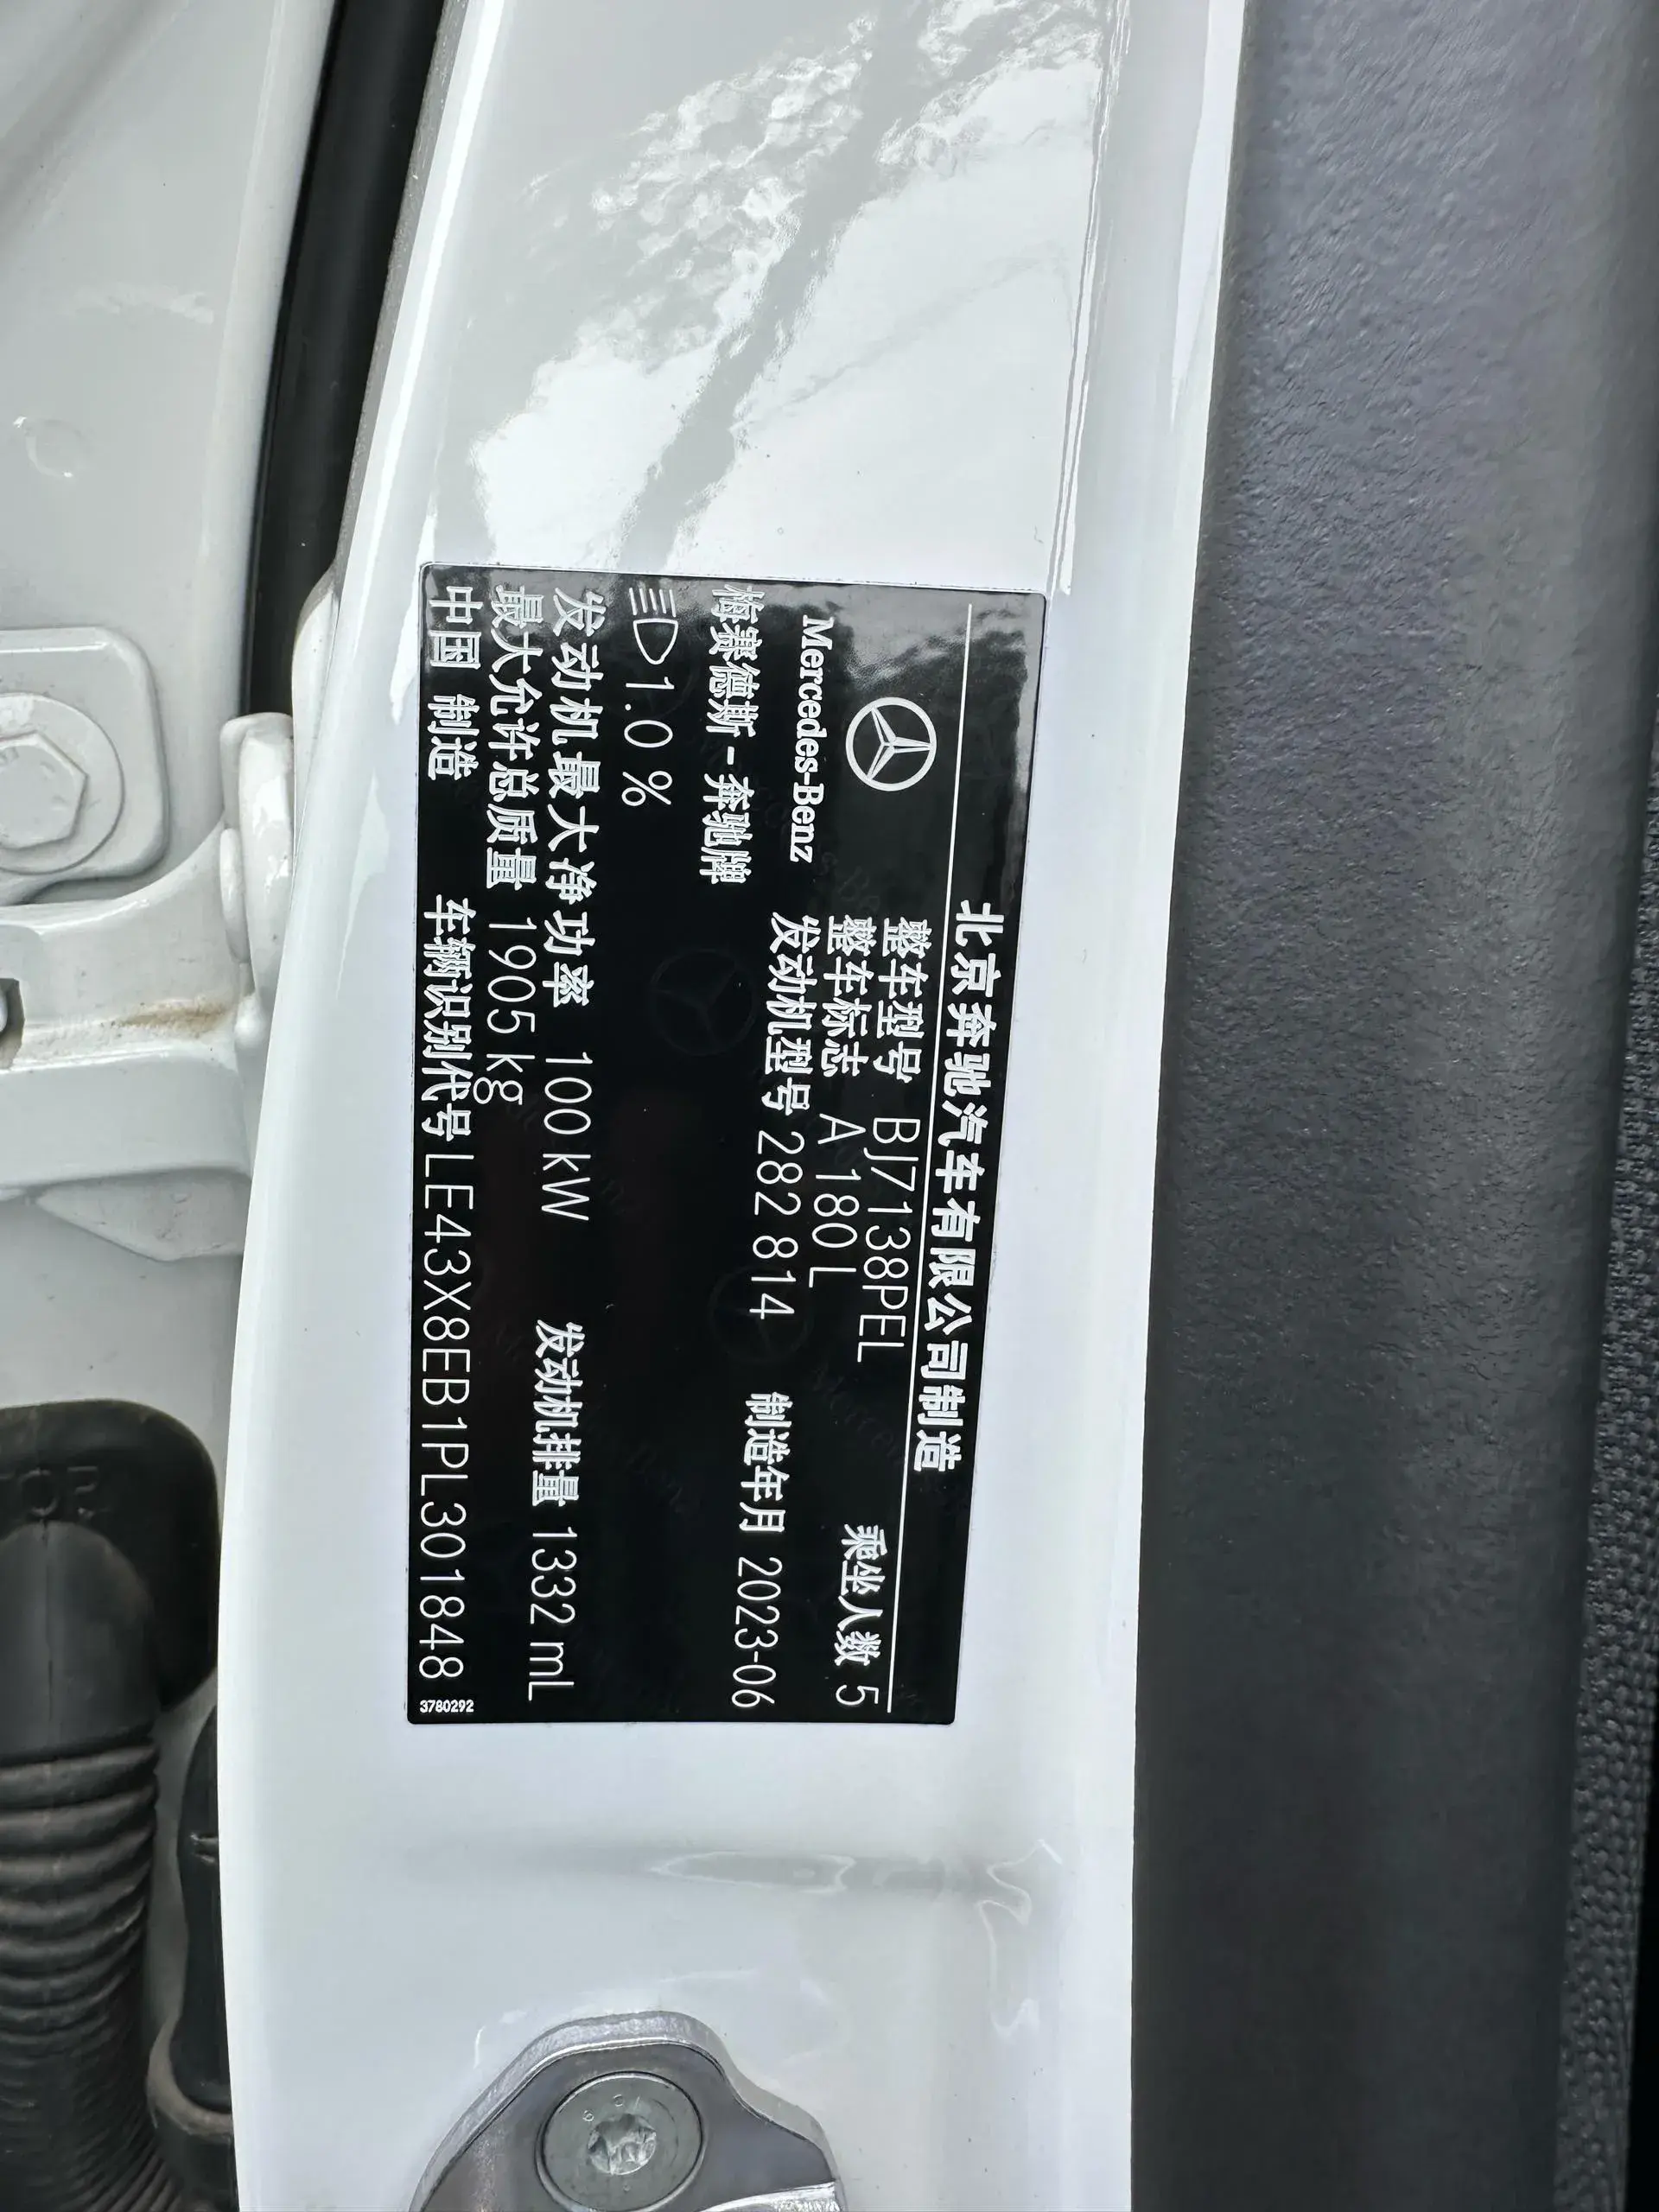 北京奔驰汽车有限公司制造
Mercedes-Benz
整车型号 BJ7138PEL
整车标志 A 180 L 乘坐人数 5
发动机型号 282 814 制造年月 2023-06
梅赛德斯-奔驰牌
1.0 %
发动机最大净功率 100 kW 发动机排量 1332 mL
最大允许总质量 1905 kg
中国 制造 车辆识别代号 LE43X8EB1PL301848
3780292